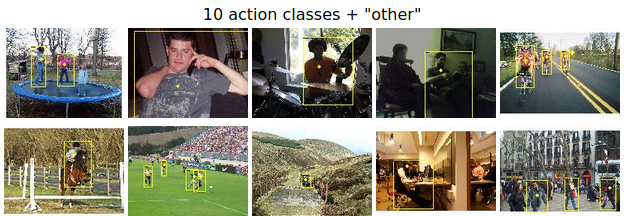 10 action classes + "other"